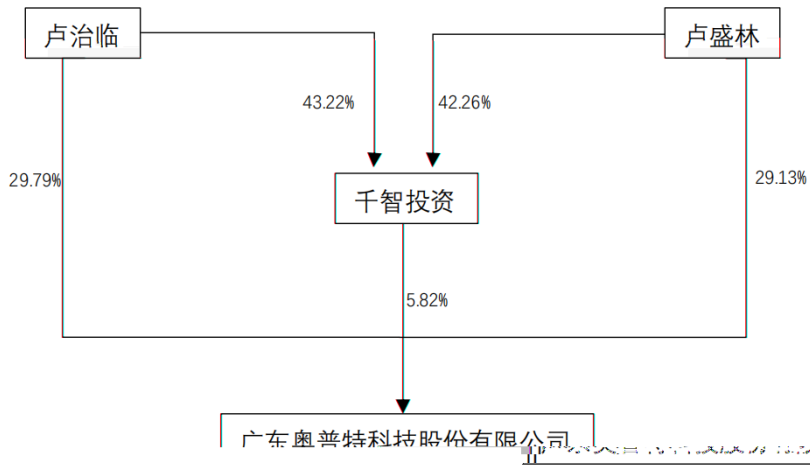 卢治临
卢盛林
43.22%
42.26%
29.79%
千智投资
29.13%
5.82%
广东奥普特科技股份有限公司